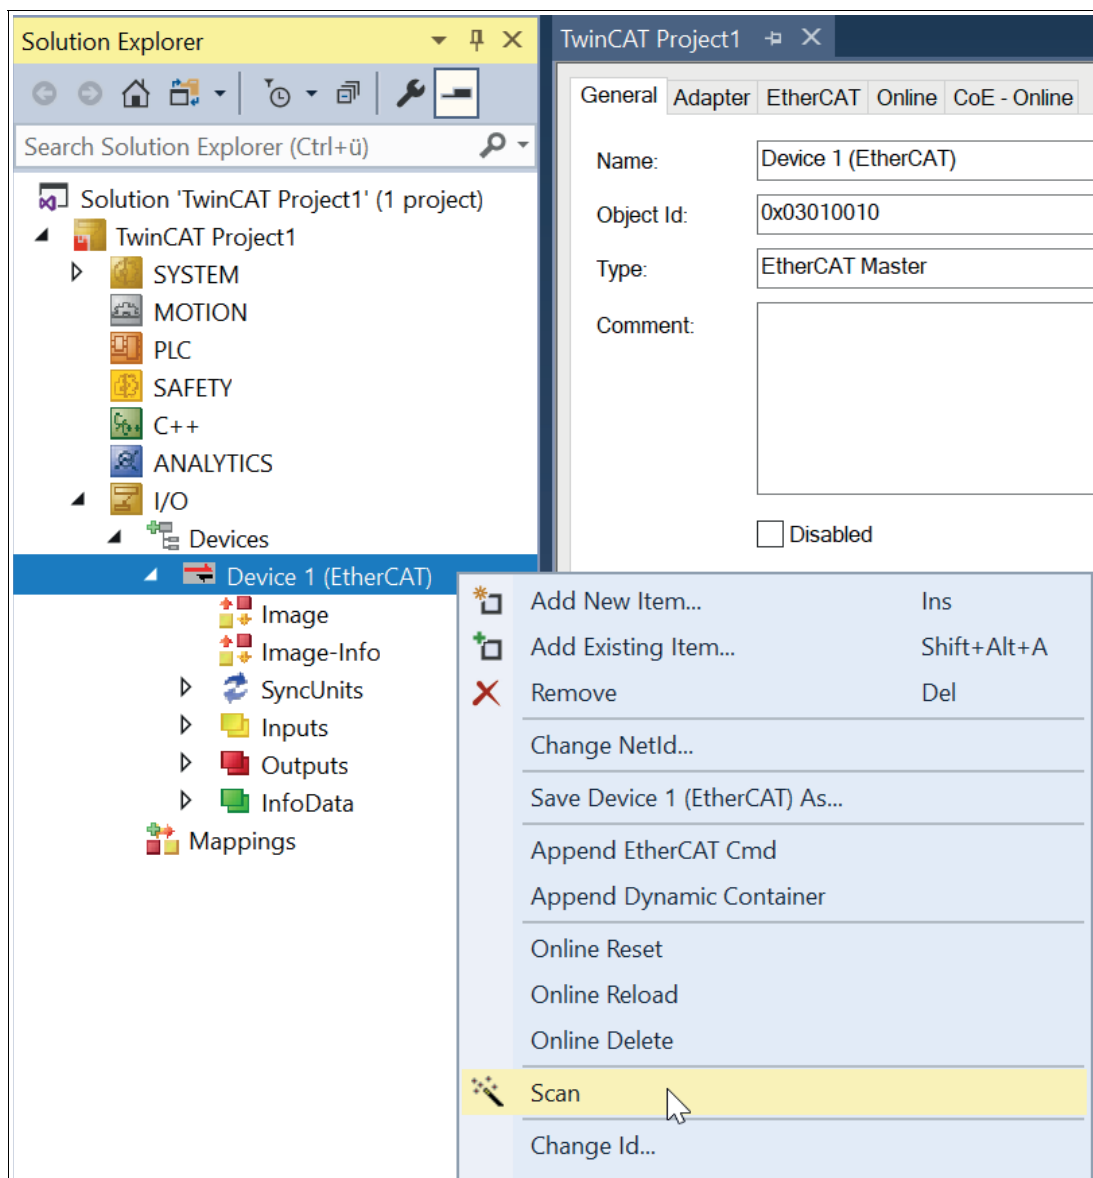 Solution Explorer
Search Solution Explorer (Ctrl+ü)
Solution 'TwinCAT Project1' (1 project)
TwinCAT Project1
SYSTEM
MOTION
PLC
SAFETY
C++
ANALYTICS
I/O
Devices
Device 1 (EtherCAT)
Image
Image-Info
SyncUnits
Inputs
Outputs
InfoData
Mappings
TwinCAT Project1
General Adapter EtherCAT Online CoE - Online
Name: Device 1 (EtherCAT)
Object Id: 0x03010010
Type: EtherCAT Master
Comment:
Disabled
Add New Item... Ins
Add Existing Item... Shift+Alt+A
Remove Del
Change NetId...
Save Device 1 (EtherCAT) As...
Append EtherCAT Cmd
Append Dynamic Container
Online Reset
Online Reload
Online Delete
Scan
Change Id...